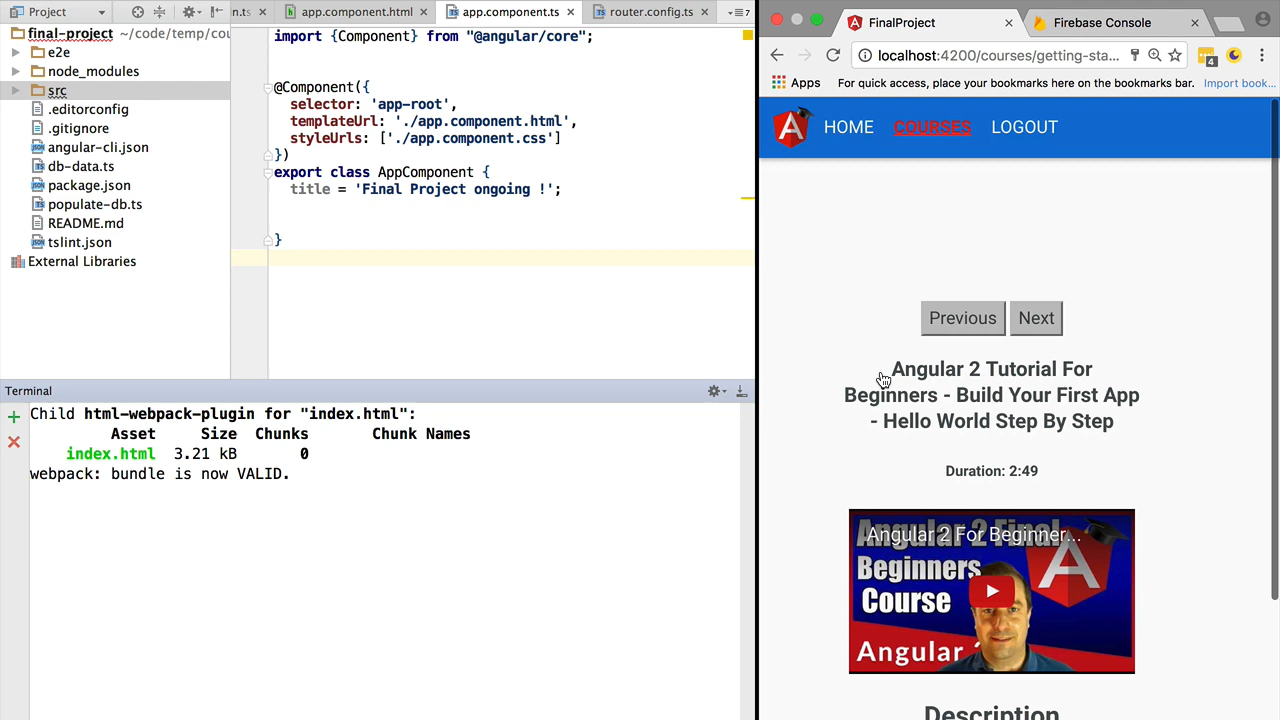 Project
n.ts
app.component.html
app.component.ts
router.config.ts
7
final-project ~/code/temp/cou
e2e
node_modules
src
.editorconfig
.gitignore
angular-cli.json
db-data.ts
package.json
populate-db.ts
README.md
tslint.json
External Libraries
import {Component} from "@angular/core";
@Component({
selector: 'app-root',
templateUrl: './app.component.html',
styleUrls: ['./app.component.css']
})
export class AppComponent {
title = 'Final Project ongoing !';
}
Terminal
Child html-webpack-plugin for "index.html":
Asset Size Chunks Chunk Names
index.html 3.21 kB 0
webpack: bundle is now VALID.
FinalProject
Firebase Console
localhost:4200/courses/getting-sta...
4
Apps
For quick access, place your bookmarks here on the bookmarks bar.
Import book...
A
HOME
COURSES
LOGOUT
Previous
Next
Angular 2 Tutorial For
Beginners - Build Your First App
- Hello World Step By Step
Duration: 2:49
Angular 2 For Beginner...
Angular 2 Final
Beginners
Course
Angular 2
A
Description